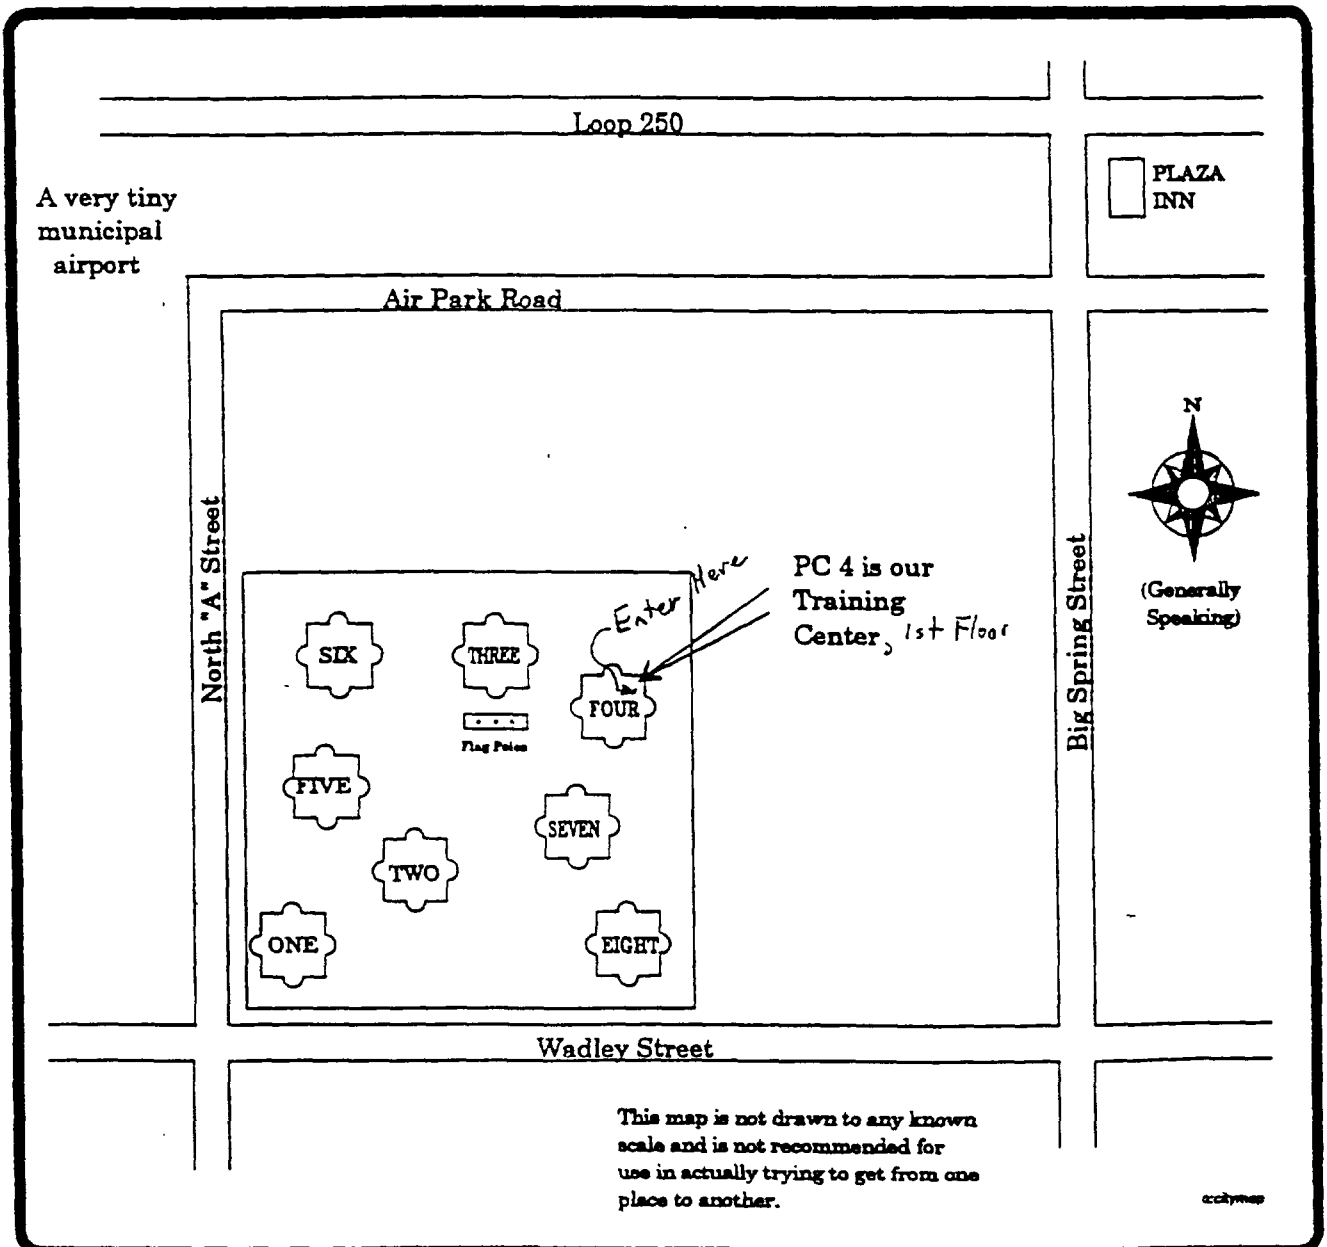 Loop 250
PLAZA
INN
A very tiny
municipal
airport
Air Park Road
N
(Generally
Speaking)
North "A" Street
Big Spring Street
Enter Here
PC 4 is our
Training
Center, 1st Floor
SIX
THREE
FOUR
Flag Poles
FIVE
SEVEN
TWO
ONE
EIGHT
Wadley Street
This map is not drawn to any known
scale and is not recommended for
use in actually trying to get from one
place to another.